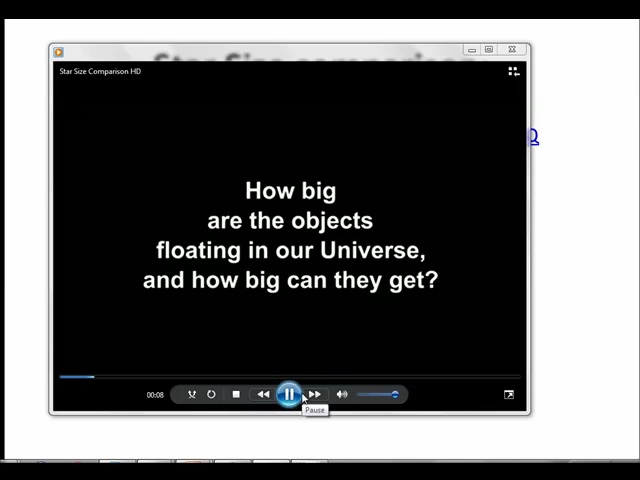 Star Size Comparison HD
How big
are the objects
floating in our Universe,
and how big can they get?
00:08
Pause